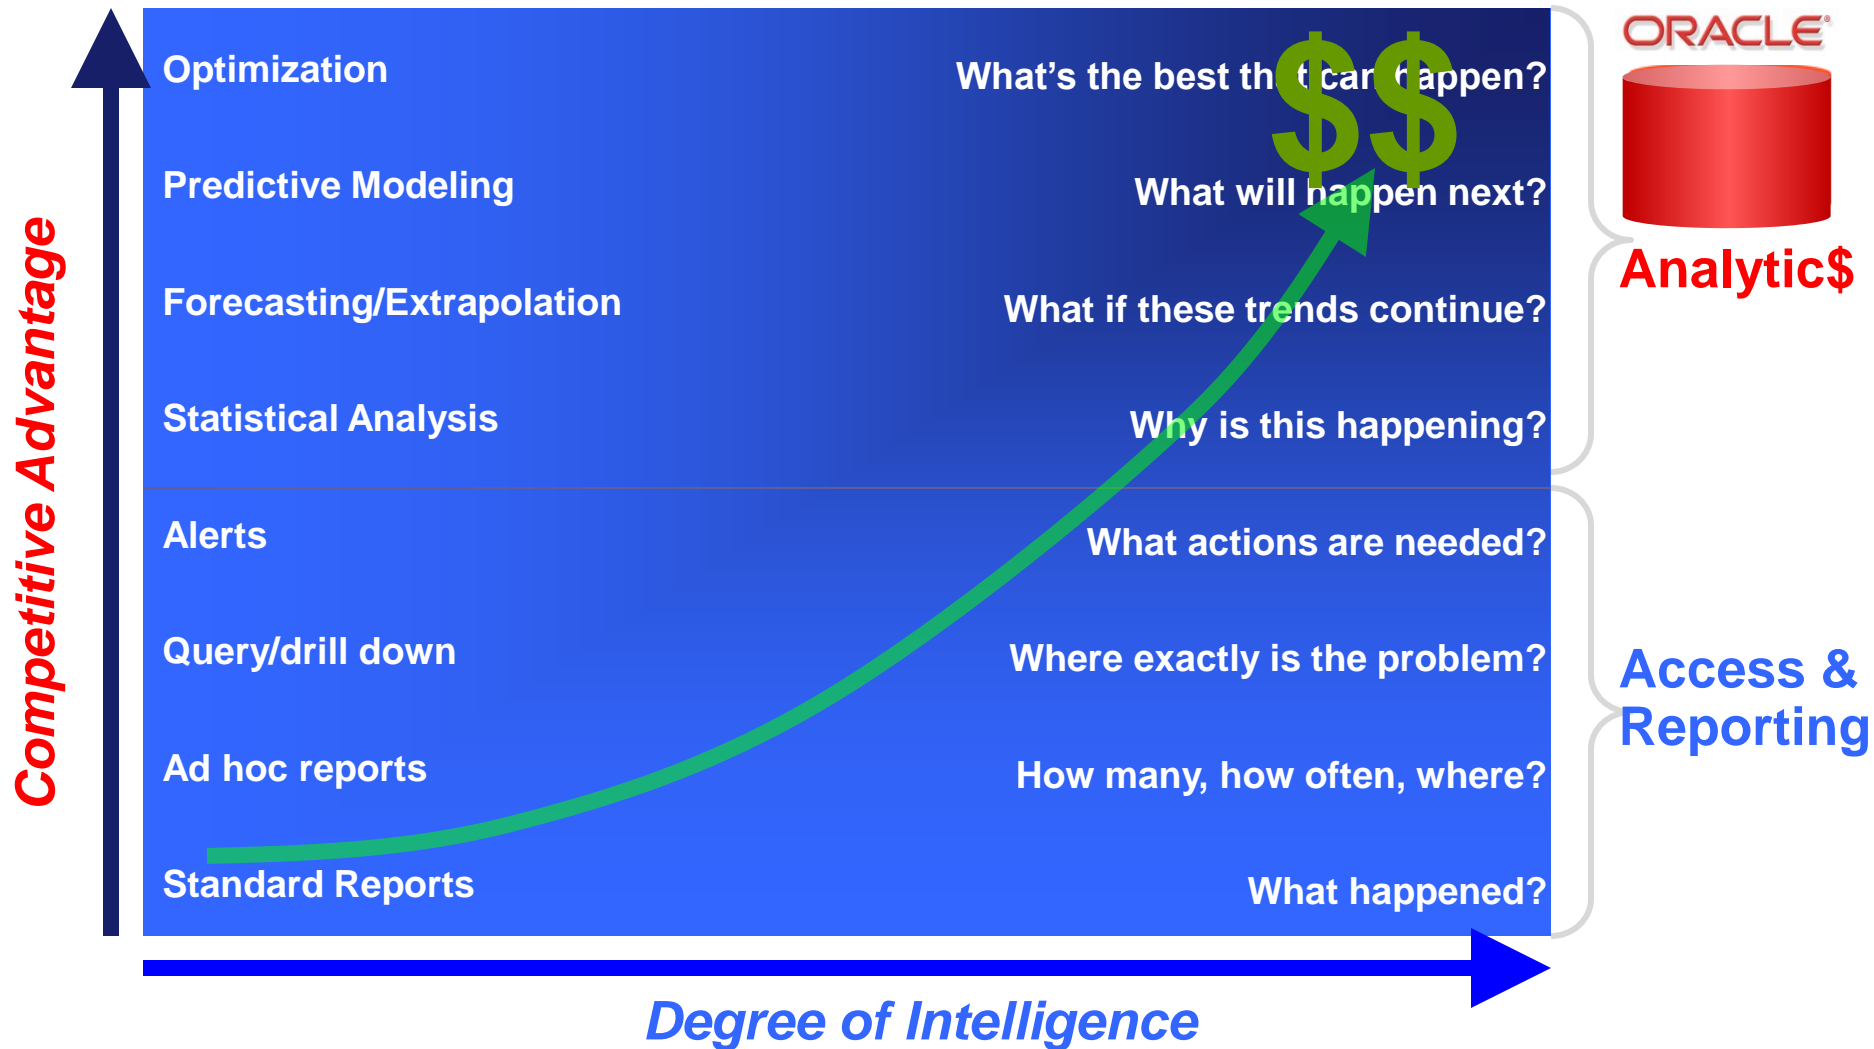 Optimization
What's the best that can happen?
$$
ORACLE®
Predictive Modeling
What will happen next?
Analytic$
Forecasting/Extrapolation
What if these trends continue?
Statistical Analysis
Why is this happening?
Competitive Advantage
Alerts
What actions are needed?
Query/drill down
Where exactly is the problem?
Access &
Reporting
Ad hoc reports
How many, how often, where?
Standard Reports
What happened?
Degree of Intelligence